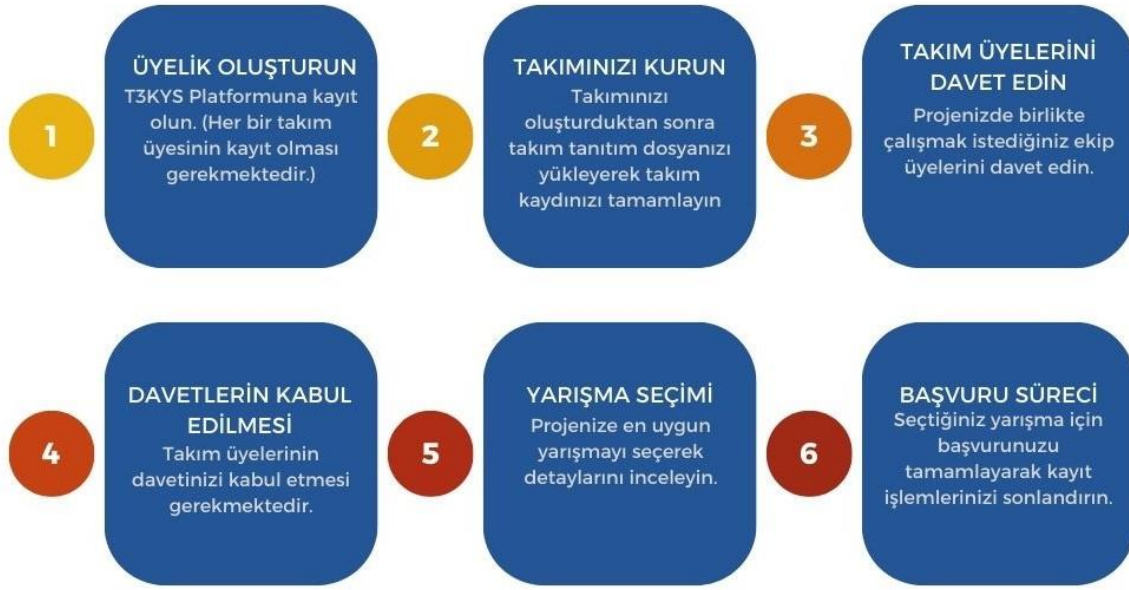 1
ÜYELİK OLUŞTURUN
T3KYS Platformuna kayıt
olun. (Her bir takım
üyesinin kayıt olması
gerekmektedir.)
2
TAKIMINIZI KURUN
Takımınızı
oluşturduktan sonra
takım tanıtım dosyanızı
yükleyerek takım
kaydınızı tamamlayın
3
TAKIM ÜYELERİNİ
DAVET EDİN
Projenizde birlikte
çalışmak istediğiniz ekip
üyelerini davet edin.
4
DAVETLERİN KABUL
EDİLMESİ
Takım üyelerinin
davetinizi kabul etmesi
gerekmektedir.
5
YARIŞMA SEÇİMİ
Projenize en uygun
yarışmayı seçerek
detaylarını inceleyin.
6
BAŞVURU SÜRECİ
Seçtiğiniz yarışma için
başvurunuzu
tamamlayarak kayıt
işlemlerinizi sonlandırın.